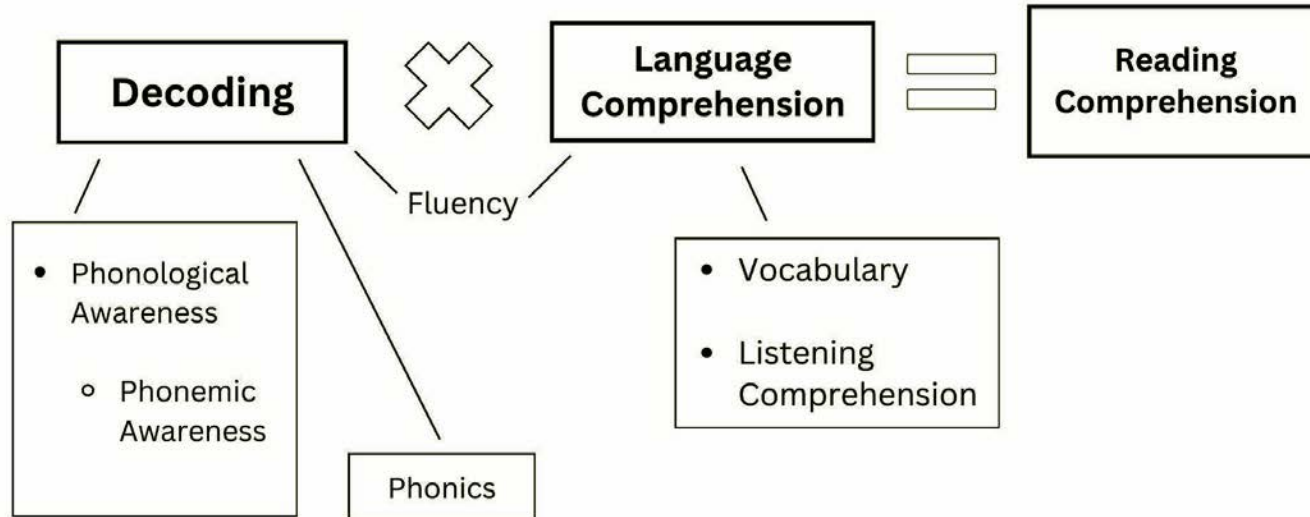 Decoding
Language
Comprehension
Reading
Comprehension
Fluency
• Phonological
Awareness
○ Phonemic
Awareness
Phonics
• Vocabulary
• Listening
Comprehension